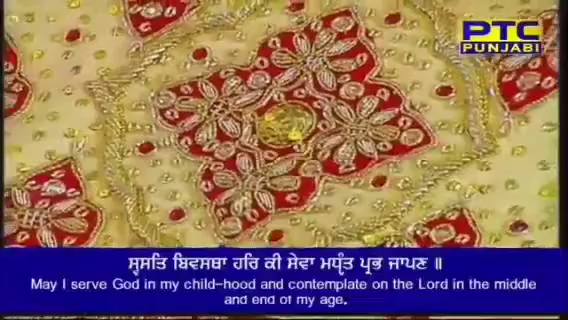 PTC
PUNJABI
ਸ੍ਵਸਤਿ ਬਿਵਸਥਾ ਹਰਿ ਕੀ ਸੇਵਾ ਮਧੵੰਤ ਪ੍ਰਭ ਜਾਪਣ ॥
May I serve God in my child-hood and contemplate on the Lord in the middle
and end of my age.